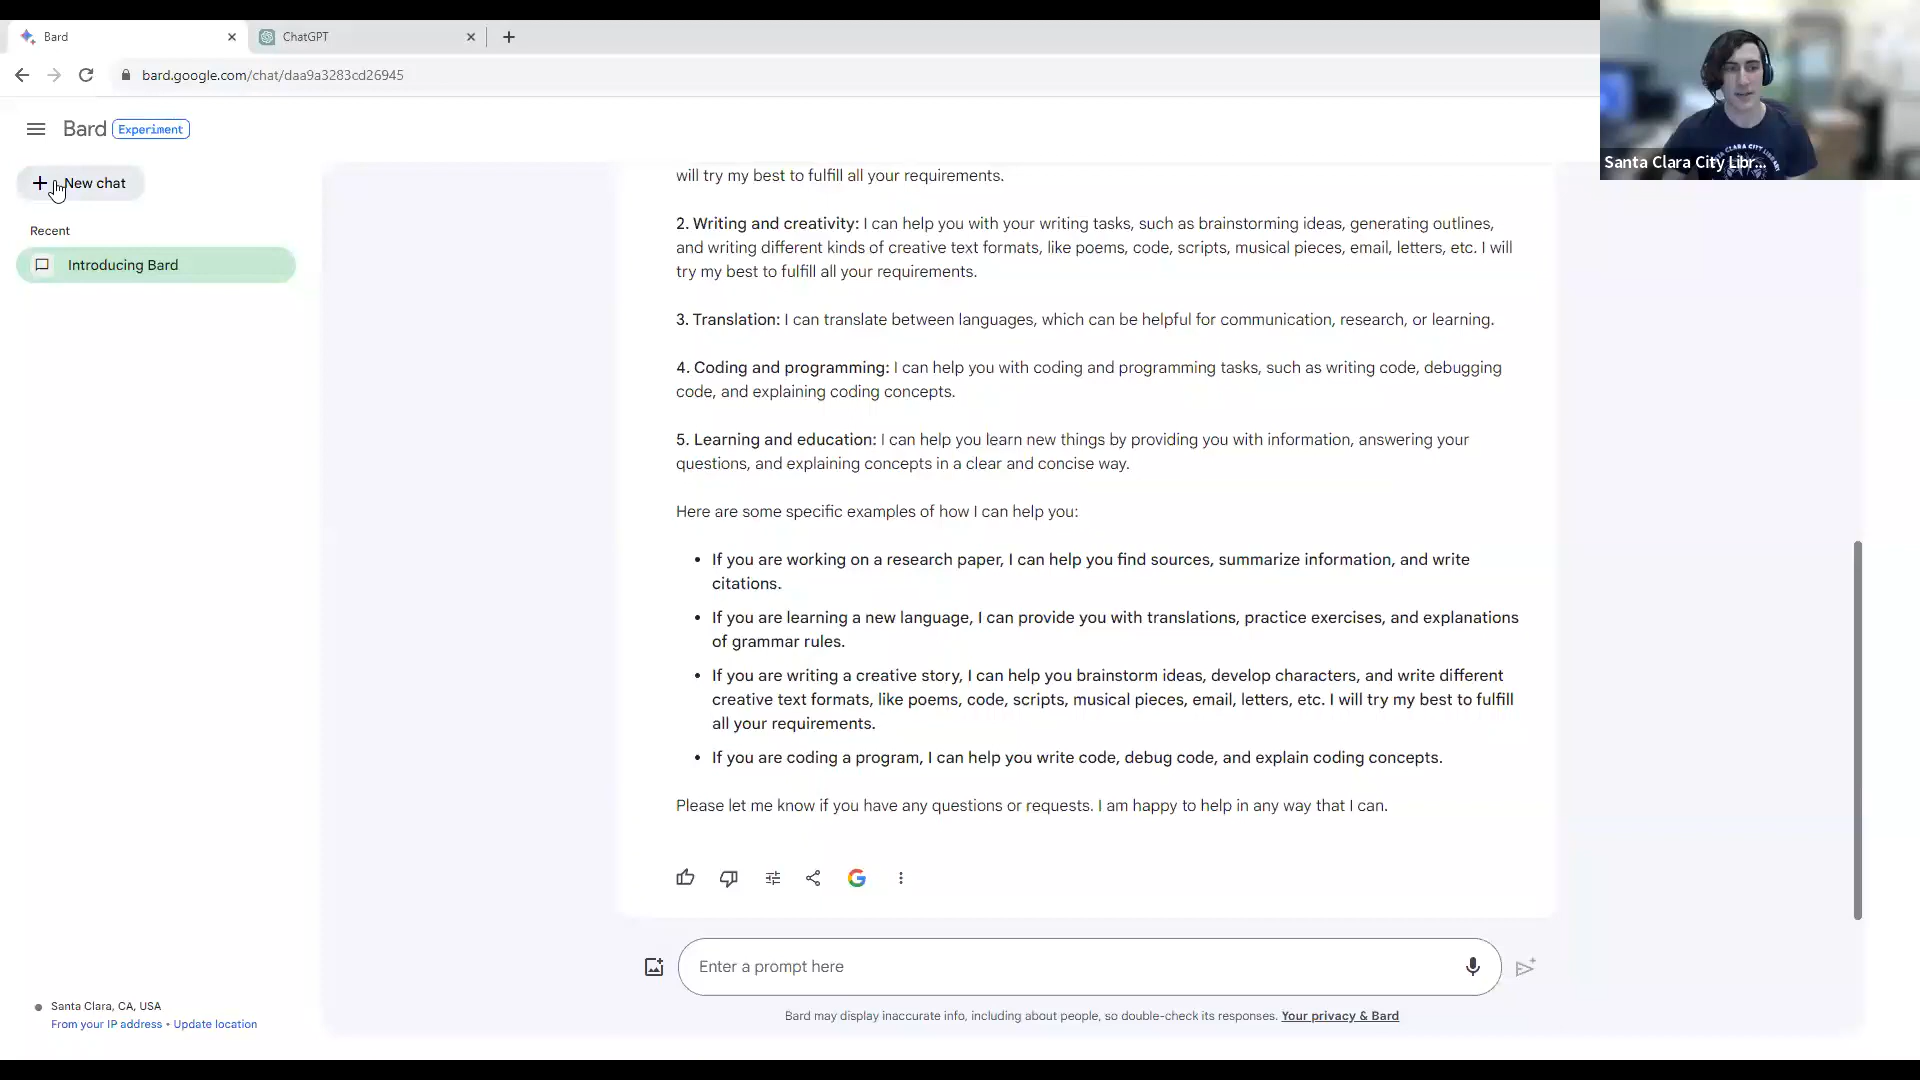 Bard
ChatGPT
bard.google.com/chat/daa9a3283cd26945
Bard Experiment
New chat
Recent
Introducing Bard
will try my best to fulfill all your requirements.
2. Writing and creativity: I can help you with your writing tasks, such as brainstorming ideas, generating outlines,
and writing different kinds of creative text formats, like poems, code, scripts, musical pieces, email, letters, etc. I will
try my best to fulfill all your requirements.
3. Translation: I can translate between languages, which can be helpful for communication, research, or learning.
4. Coding and programming: I can help you with coding and programming tasks, such as writing code, debugging
code, and explaining coding concepts.
5. Learning and education: I can help you learn new things by providing you with information, answering your
questions, and explaining concepts in a clear and concise way.
Here are some specific examples of how I can help you:
• If you are working on a research paper, I can help you find sources, summarize information, and write
citations.
• If you are learning a new language, I can provide you with translations, practice exercises, and explanations
of grammar rules.
• If you are writing a creative story, I can help you brainstorm ideas, develop characters, and write different
creative text formats, like poems, code, scripts, musical pieces, email, letters, etc. I will try my best to fulfill
all your requirements.
• If you are coding a program, I can help you write code, debug code, and explain coding concepts.
Please let me know if you have any questions or requests. I am happy to help in any way that I can.
Enter a prompt here
Bard may display inaccurate info, including about people, so double-check its responses. Your privacy & Bard
Santa Clara, CA, USA
From your IP address • Update location
Santa Clara City Libr...
SANTA CLARA CITY LIBRARY